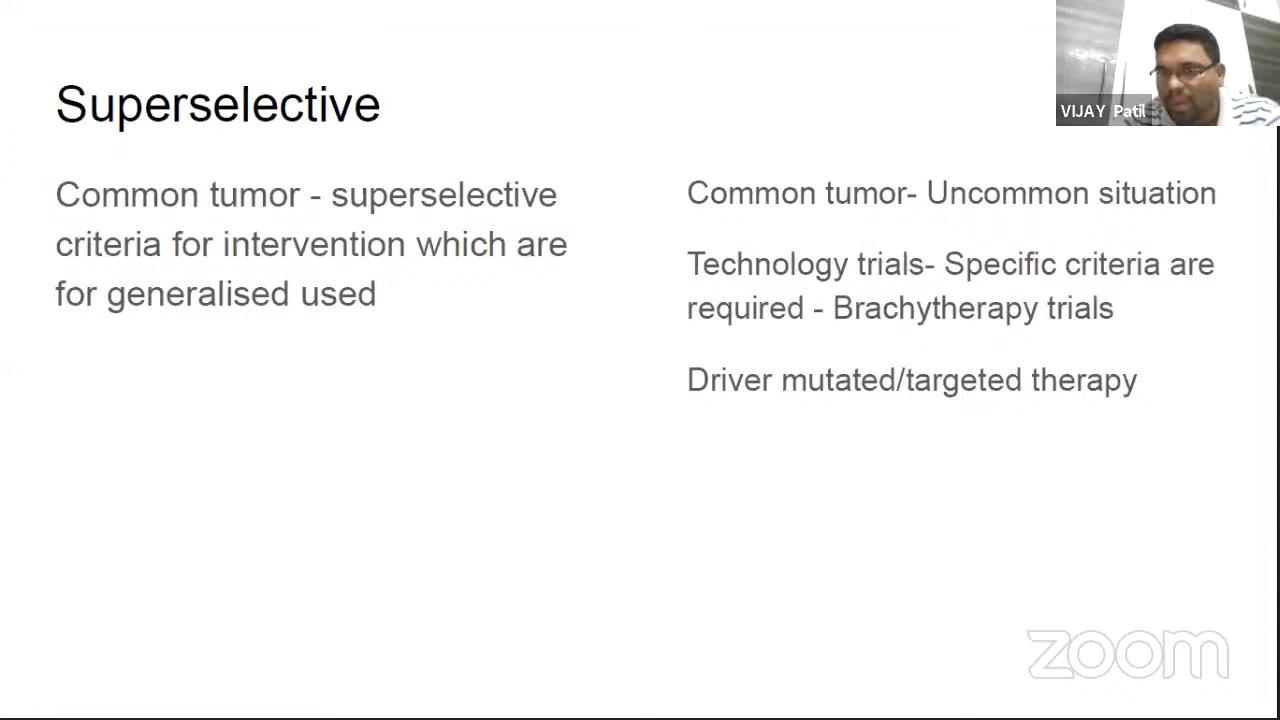 VIJAY Patil
Superselective
Common tumor - superselective
criteria for intervention which are
for generalised used
Common tumor- Uncommon situation
Technology trials- Specific criteria are
required - Brachytherapy trials
Driver mutated/targeted therapy
zoom